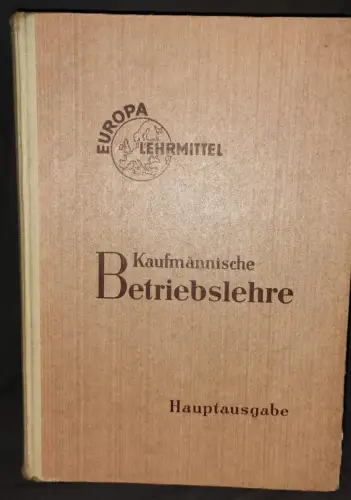 EUROPA
LEHRMITTEL
Kaufmännische
Betriebslehre
Hauptausgabe